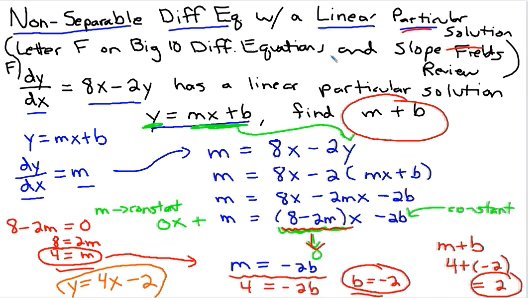 Non-Separable Diff Eq w/ a Linear Particular Solution
(Letter F on Big 10 Diff. Equations and Slope Fields Review)
F) dy/dx = 8x - 2y has a linear particular solution
y = mx+b, find m + b
y = mx+b
dy/dx = m
m = 8x - 2y
m = 8x - 2(mx+b)
m = 8x - 2mx - 2b
m→constant
0x + m = (8-2m)x - 2b ← constant
0
8-2m = 0
8 = 2m
4 = m
y = 4x - 2
m = -2b
4 = -2b
b = -2
m+b
4+(-2)
= 2